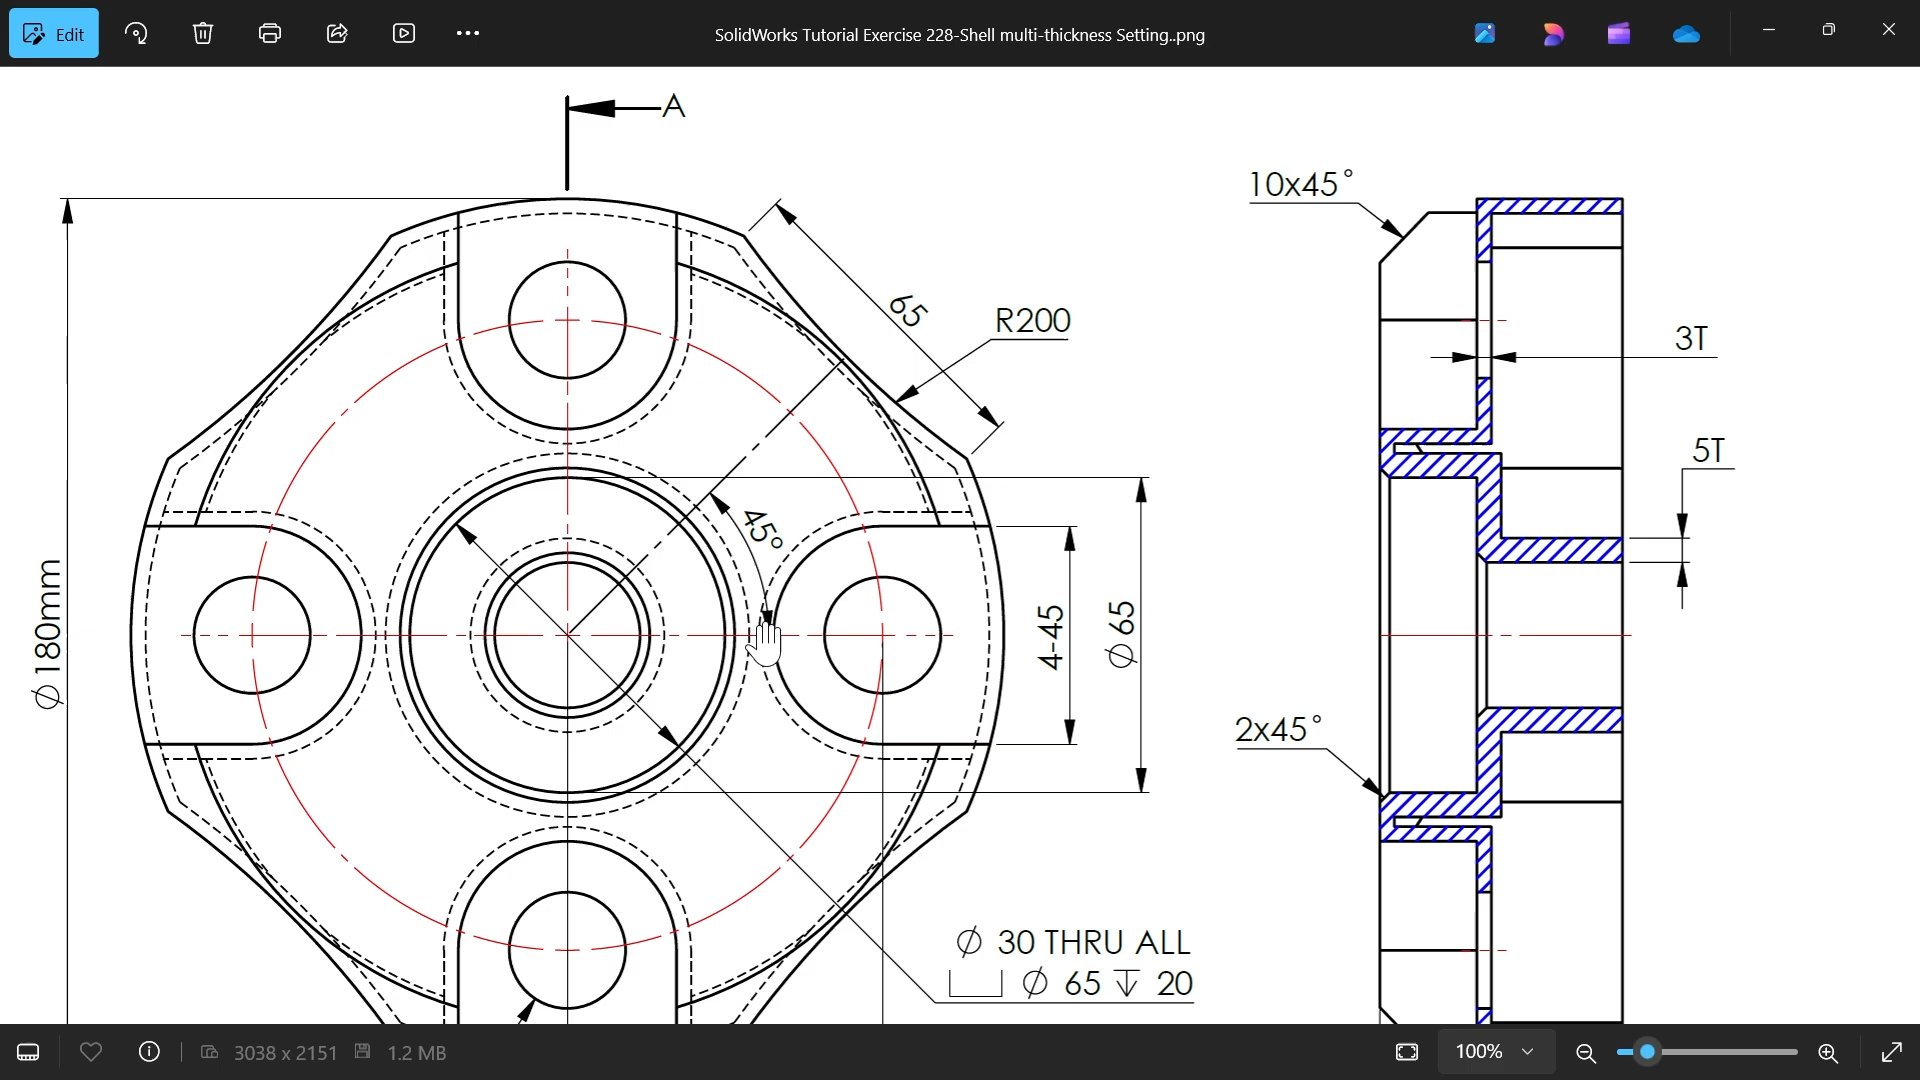 Edit
SolidWorks Tutorial Exercise 228-Shell multi-thickness Setting..png
A
10x45°
65
R200
3T
5T
45°
4-45
⌀ 65
⌀ 180mm
2x45°
⌀ 30 THRU ALL
⌴ ⌀ 65 ↧ 20
3038 x 2151
1.2 MB
100%